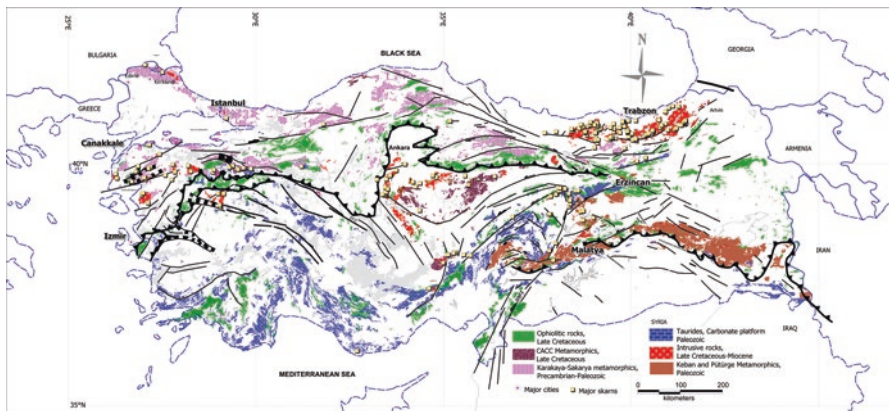 25°E
30°E
35°E
40°E
BULGARIA
BLACK SEA
GEORGIA
N
GREECE
Istanbul
Trabzon
Artvin
Canakkale
Ankara
ARMENIA
40°N
Erzincan
Izmir
Malatya
IRAN
SYRIA
IRAQ
MEDITERRANEAN SEA
Ophiolitic rocks,
Late Cretaceous
CACC Metamorphics,
Late Cretaceous
Karakaya-Sakarya metamorphics,
Precambrian-Paleozoic
Major cities
Major skarns
Taurides, Carbonate platform
Paleozoic
Intrusive rocks,
Late Cretaceous-Miocene
Keban and Pütürge Metamorphics,
Paleozoic
0 50 100 200
kilometers
35°N
40°E